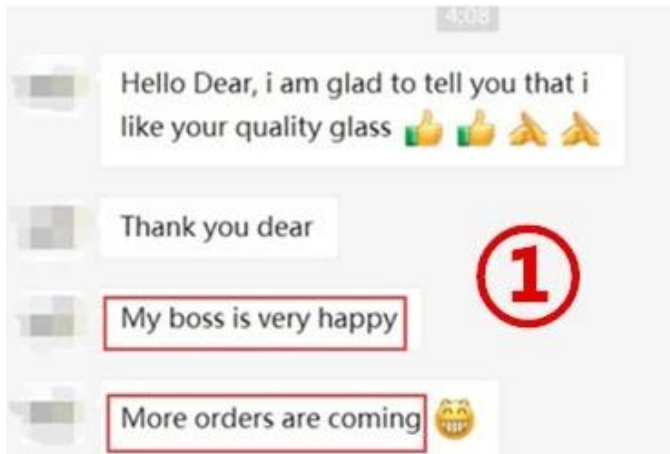 4:08
Hello Dear, i am glad to tell you that i
like your quality glass 👍 👍 🙏 🙏
Thank you dear
My boss is very happy
More orders are coming 😁
1